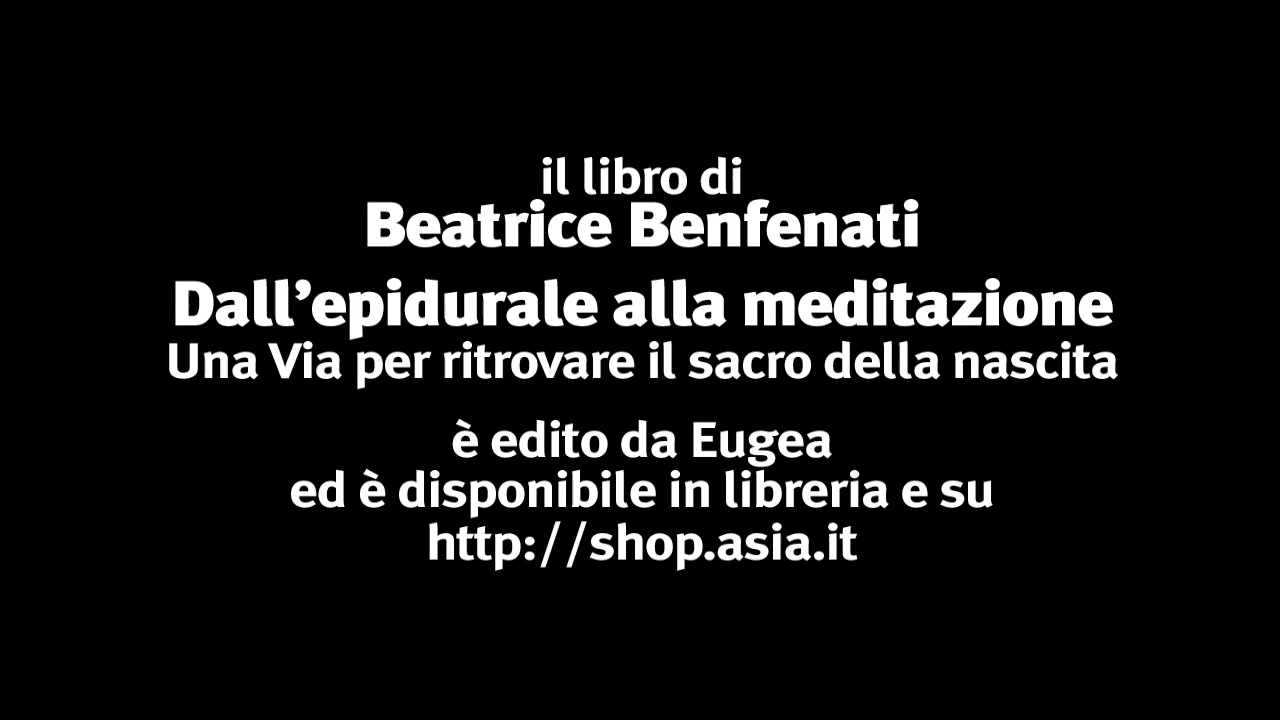 il libro di
Beatrice Benfenati
Dall’epidurale alla meditazione
Una Via per ritrovare il sacro della nascita
è edito da Eugea
ed è disponibile in libreria e su
http://shop.asia.it